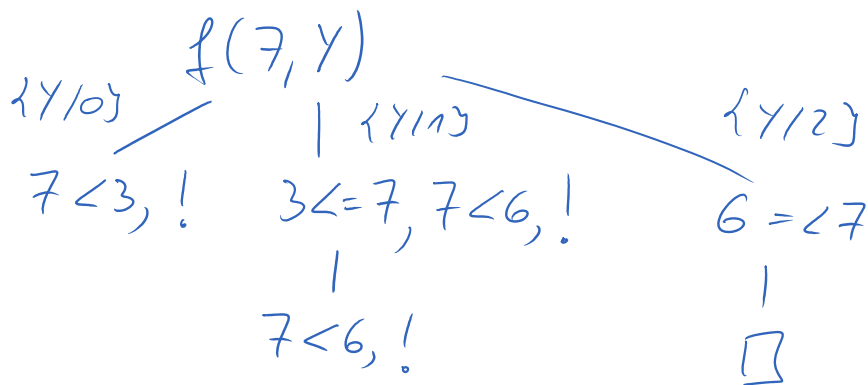 f(7, Y)
{Y/0} {Y/1} {Y/2}
7<3, ! 3<=7, 7<6, ! 6=<7
7<6, !